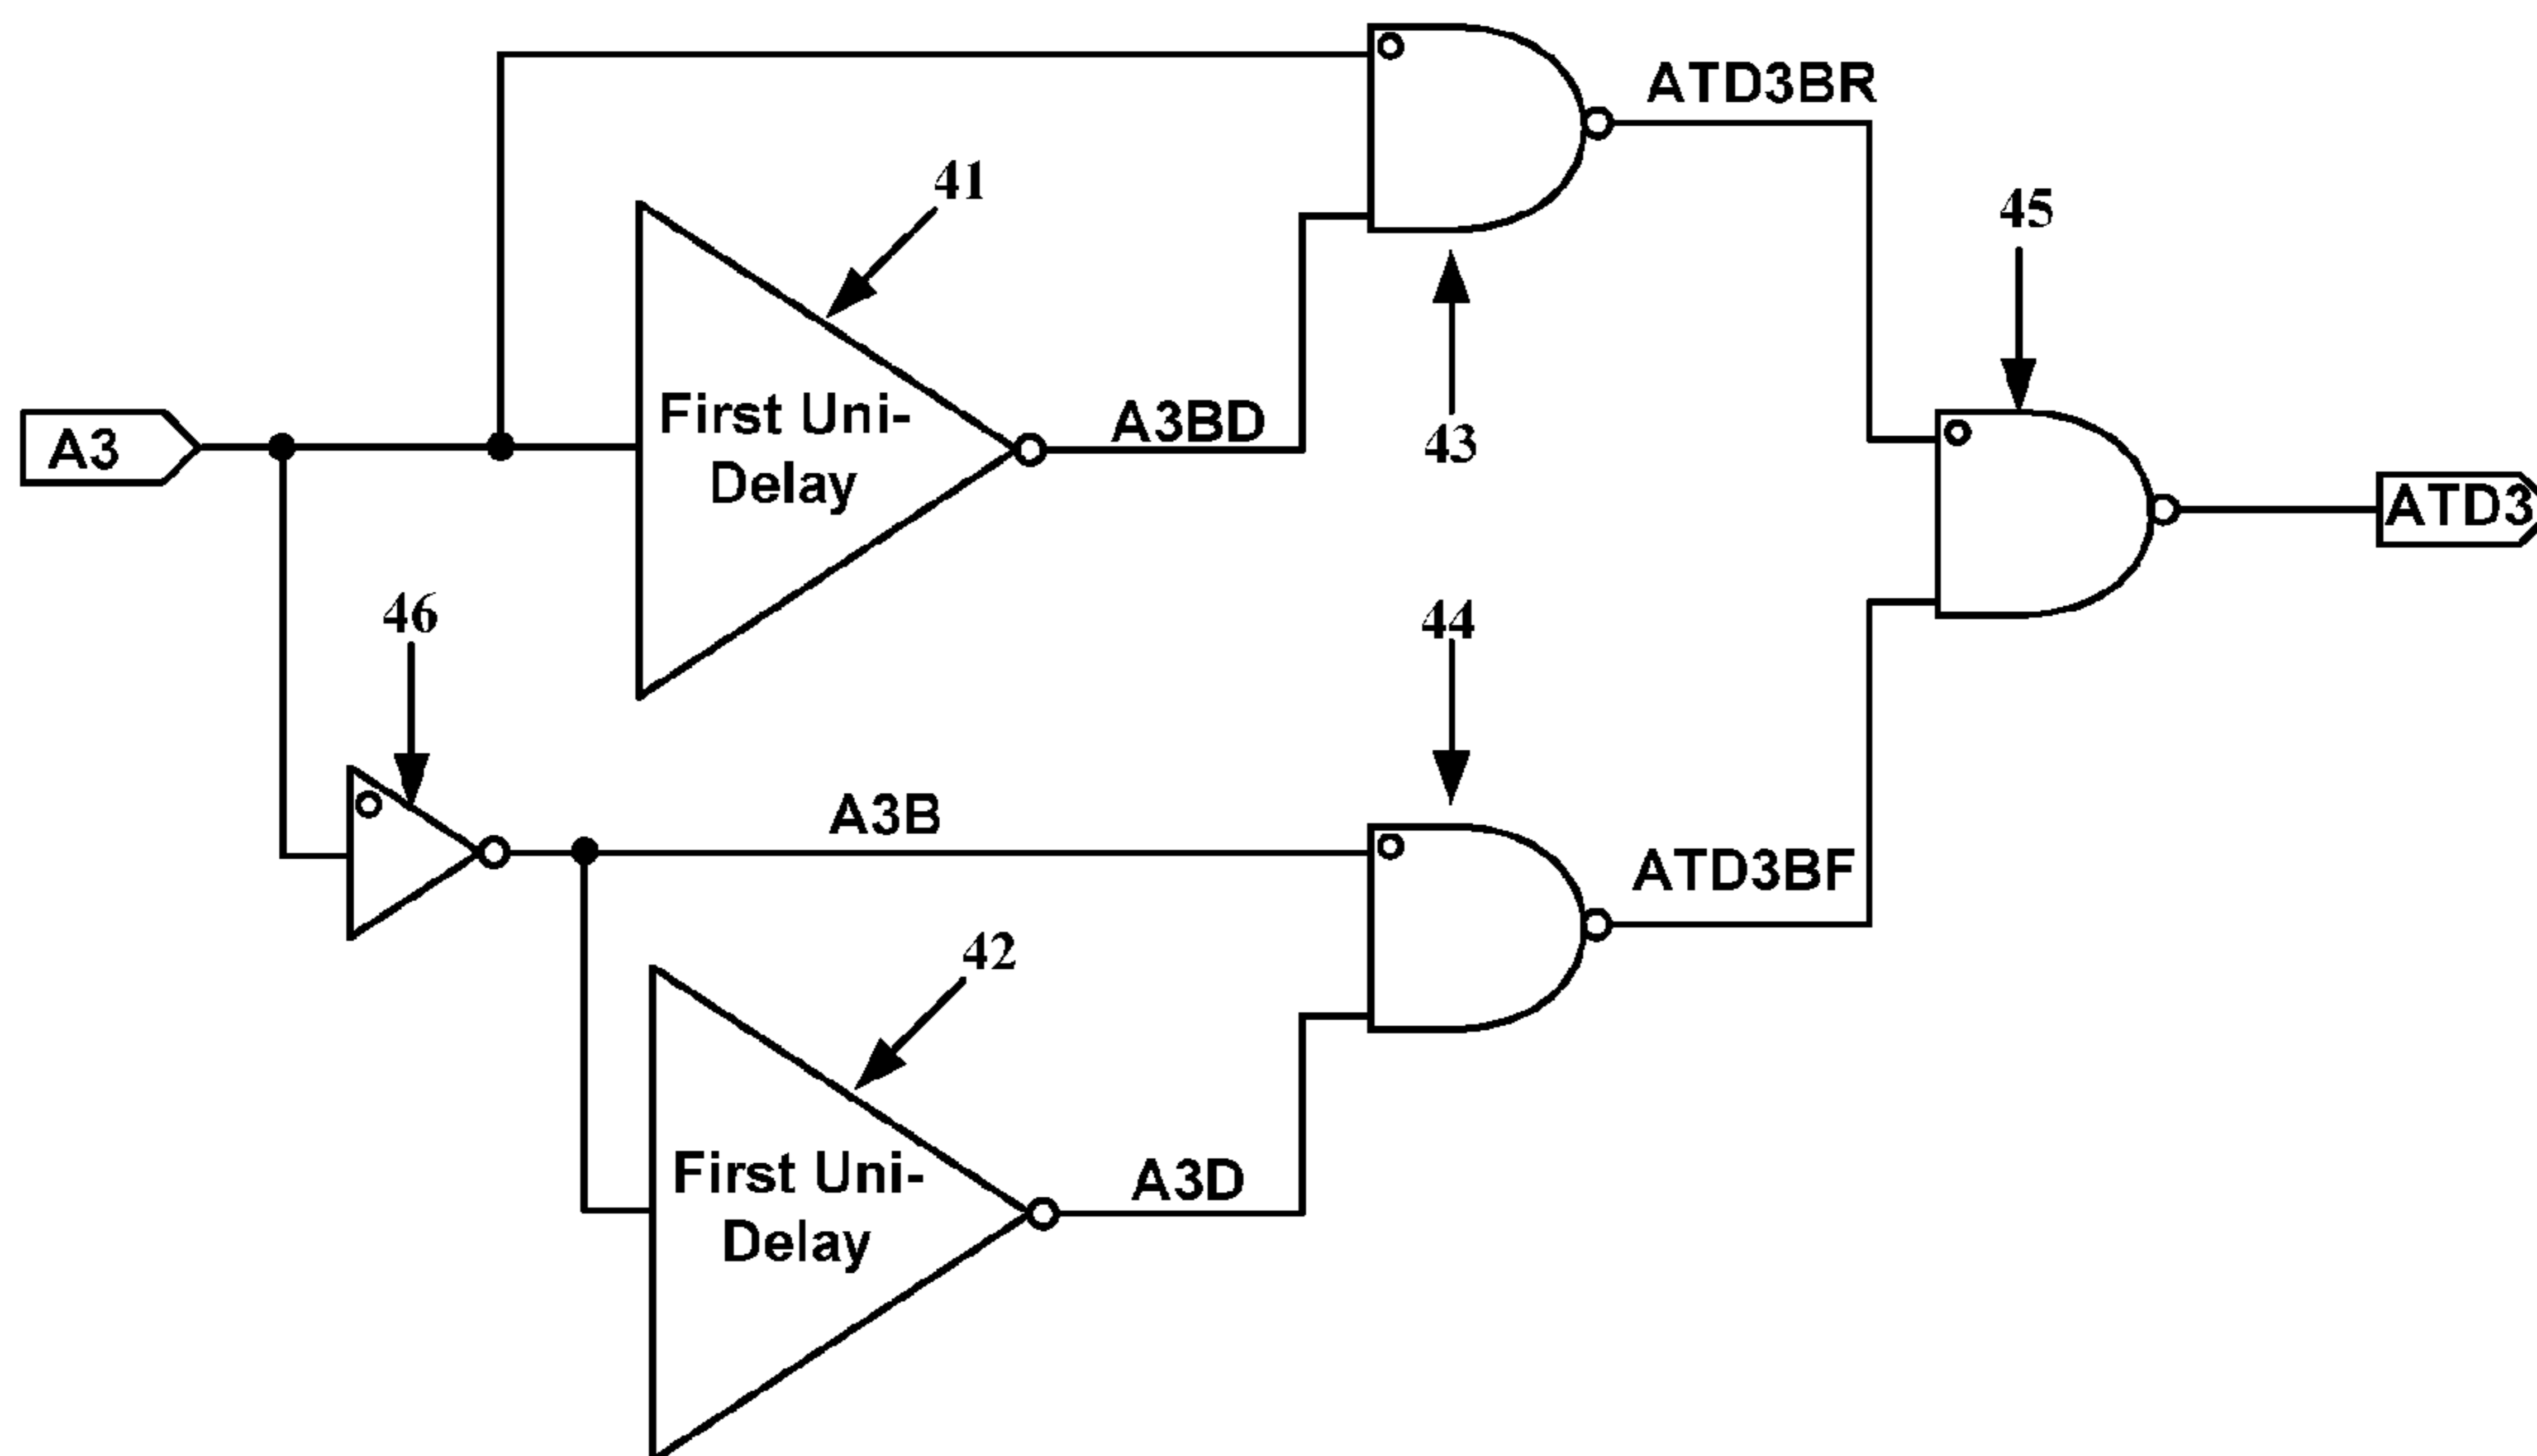 ATD3BR
41
45
First Uni-
Delay
A3BD
43
A3
ATD3
46
44
A3B
ATD3BF
42
First Uni-
Delay
A3D